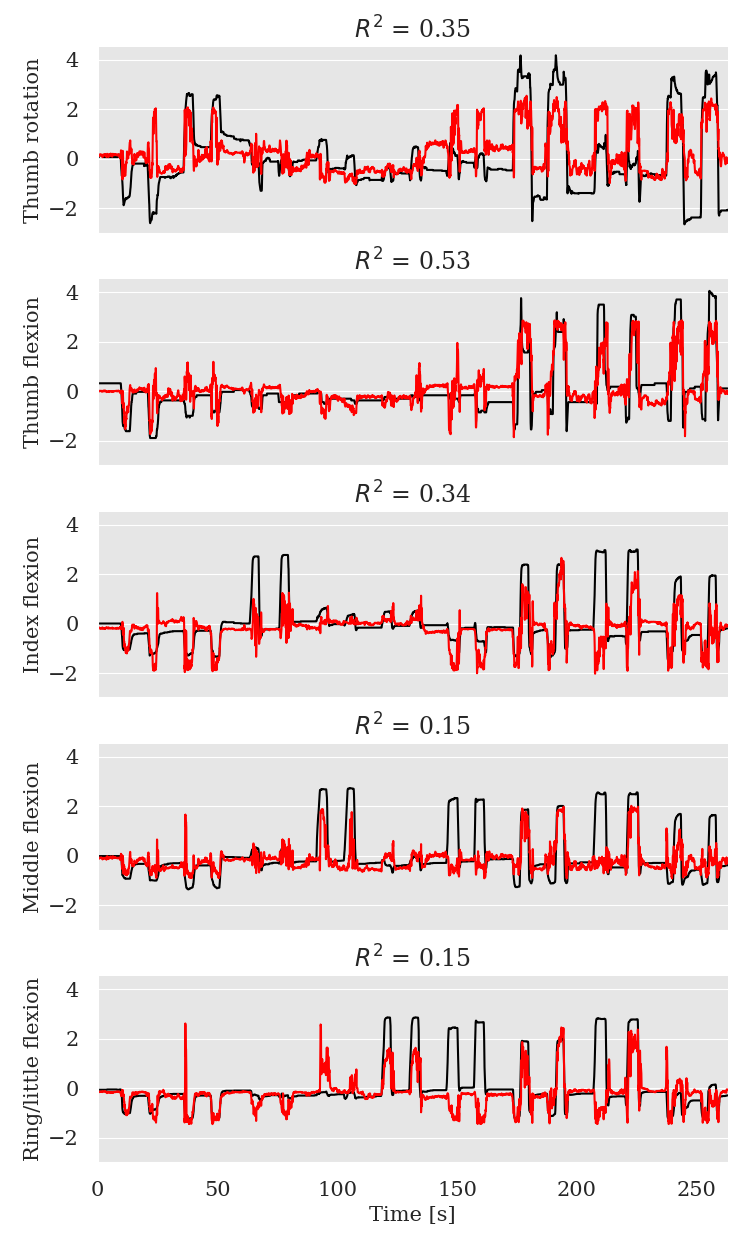 R² = 0.35
Thumb rotation
4
2
0
−2
R² = 0.53
Thumb flexion
4
2
0
−2
R² = 0.34
Index flexion
4
2
0
−2
R² = 0.15
Middle flexion
4
2
0
−2
R² = 0.15
Ring/little flexion
4
2
0
−2
0 50 100 150 200 250
Time [s]